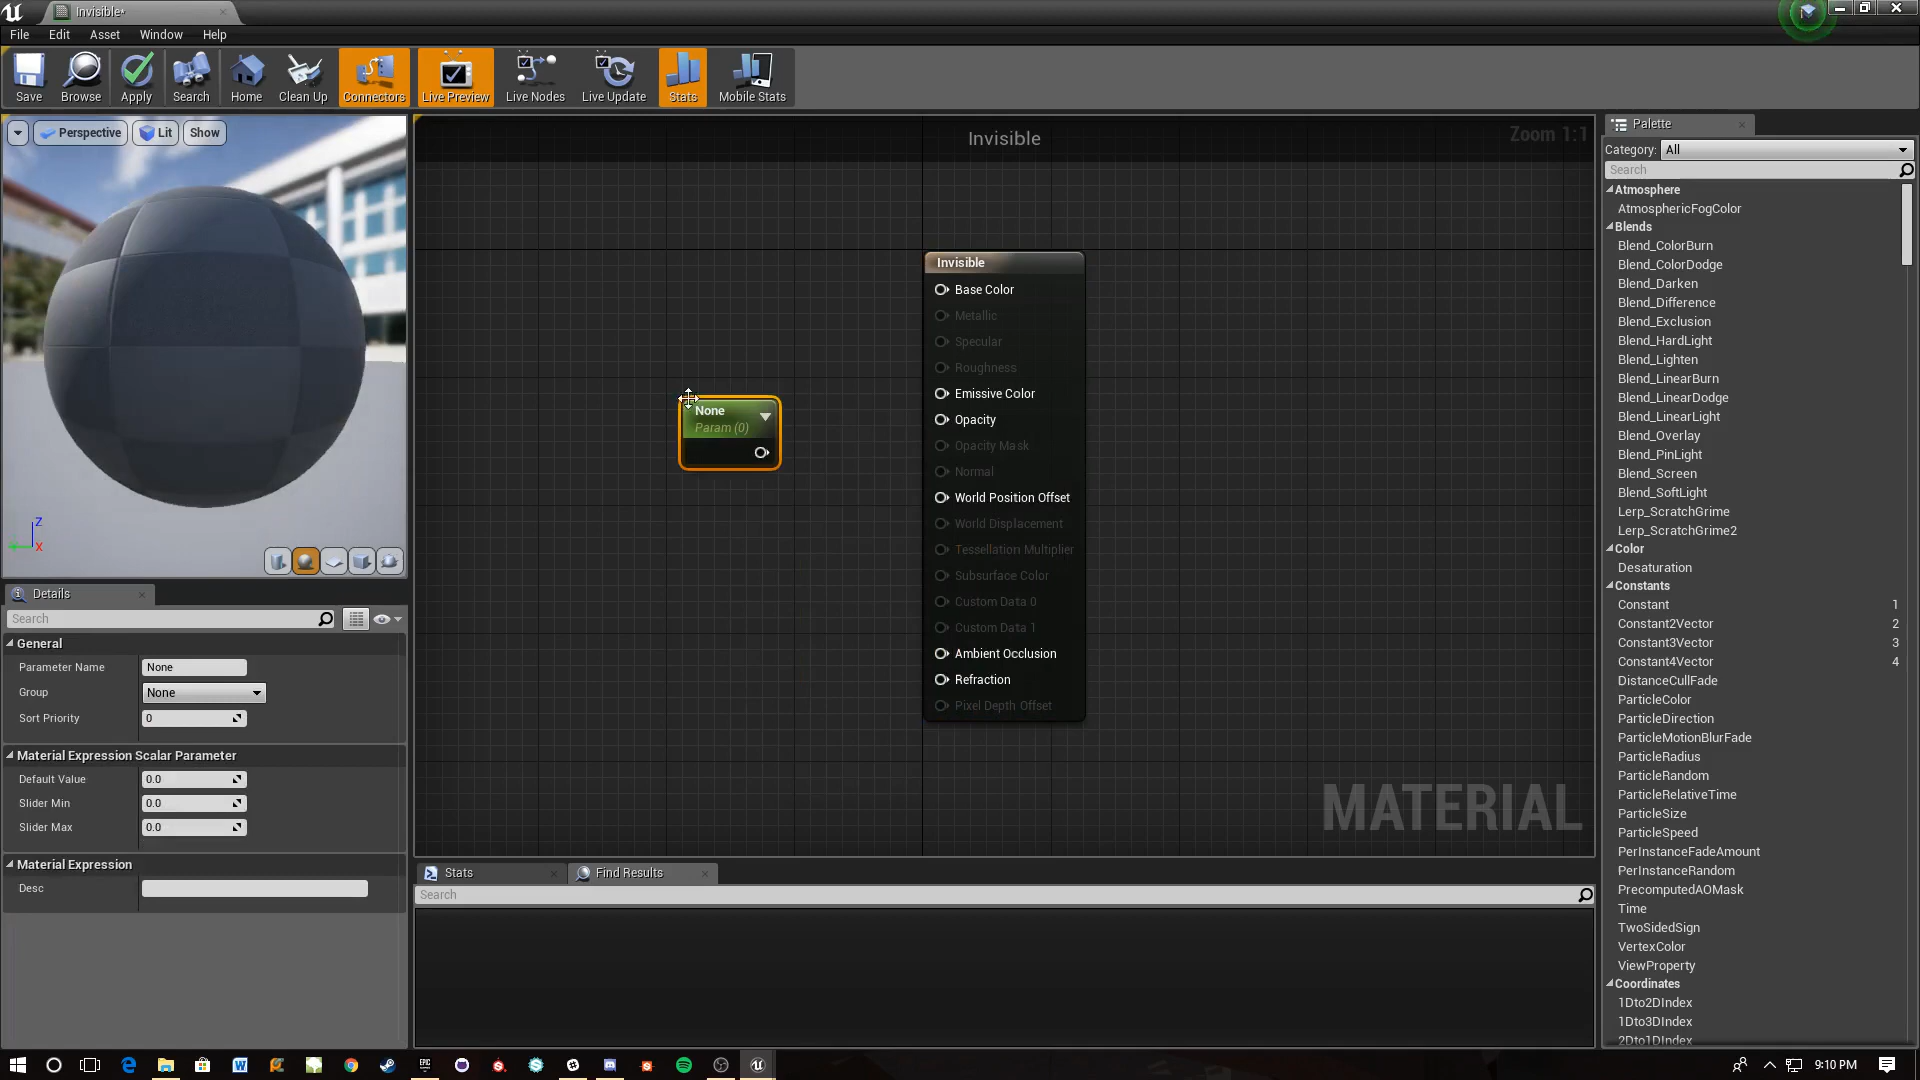 Invisible*
File Edit Asset Window Help
Save Browse Apply Search Home Clean Up Connectors Live Preview Live Nodes Live Update Stats Mobile Stats
Perspective Lit Show
Z
X
Details
Search
General
Parameter Name None
Group None
Sort Priority 0
Material Expression Scalar Parameter
Default Value 0.0
Slider Min 0.0
Slider Max 0.0
Material Expression
Desc
Invisible
Zoom 1:1
None
Param (0)
Invisible
Base Color
Metallic
Specular
Roughness
Emissive Color
Opacity
Opacity Mask
Normal
World Position Offset
World Displacement
Tessellation Multiplier
Subsurface Color
Custom Data 0
Custom Data 1
Ambient Occlusion
Refraction
Pixel Depth Offset
MATERIAL
Stats Find Results
Search
Palette
Category: All
Search
Atmosphere
AtmosphericFogColor
Blends
Blend_ColorBurn
Blend_ColorDodge
Blend_Darken
Blend_Difference
Blend_Exclusion
Blend_HardLight
Blend_Lighten
Blend_LinearBurn
Blend_LinearDodge
Blend_LinearLight
Blend_Overlay
Blend_PinLight
Blend_Screen
Blend_SoftLight
Lerp_ScratchGrime
Lerp_ScratchGrime2
Color
Desaturation
Constants
Constant 1
Constant2Vector 2
Constant3Vector 3
Constant4Vector 4
DistanceCullFade
ParticleColor
ParticleDirection
ParticleMotionBlurFade
ParticleRadius
ParticleRandom
ParticleRelativeTime
ParticleSize
ParticleSpeed
PerInstanceFadeAmount
PerInstanceRandom
PrecomputedAOMask
Time
TwoSidedSign
VertexColor
ViewProperty
Coordinates
1Dto2DIndex
1Dto3DIndex
2Dto1DIndex
9:10 PM